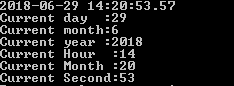 2018-06-29 14:20:53.57
Current day  :29
Current month:6
Current year :2018
Current Hour  :14
Current Month :20
Current Second:53